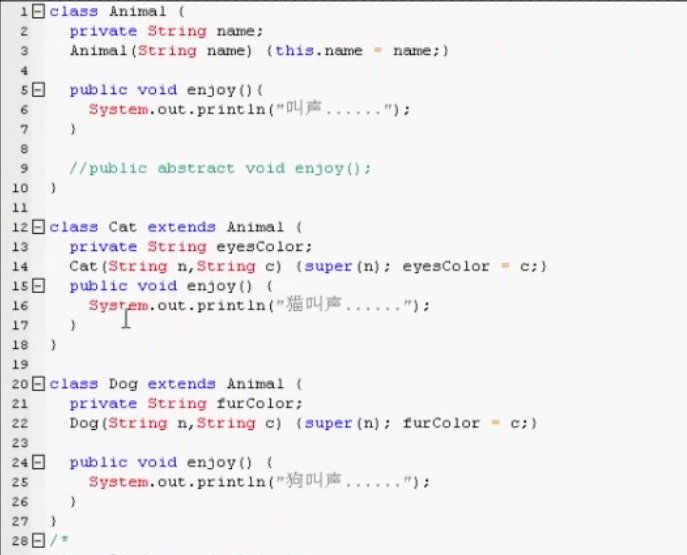 1 class Animal {
2 private String name;
3 Animal(String name) {this.name = name;}
4
5 public void enjoy(){
6 System.out.println("叫声......");
7 }
8
9 //public abstract void enjoy();
10 }
11
12 class Cat extends Animal {
13 private String eyesColor;
14 Cat(String n,String c) {super(n); eyesColor = c;}
15 public void enjoy() {
16 System.out.println("猫叫声......");
17 }
18 }
19
20 class Dog extends Animal {
21 private String furColor;
22 Dog(String n,String c) {super(n); furColor = c;}
23
24 public void enjoy() {
25 System.out.println("狗叫声......");
26 }
27 }
28 /*